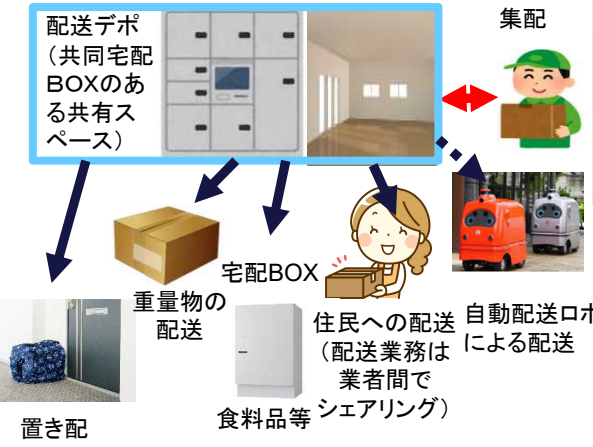 配送デポ
(共同宅配
BOXのあ
る共有ス
ペース)
集配
宅配BOX
重量物の
配送
住民への配送
(配送業務は
業者間で
シェアリング)
自動配送ロボ
による配送
食料品等
置き配